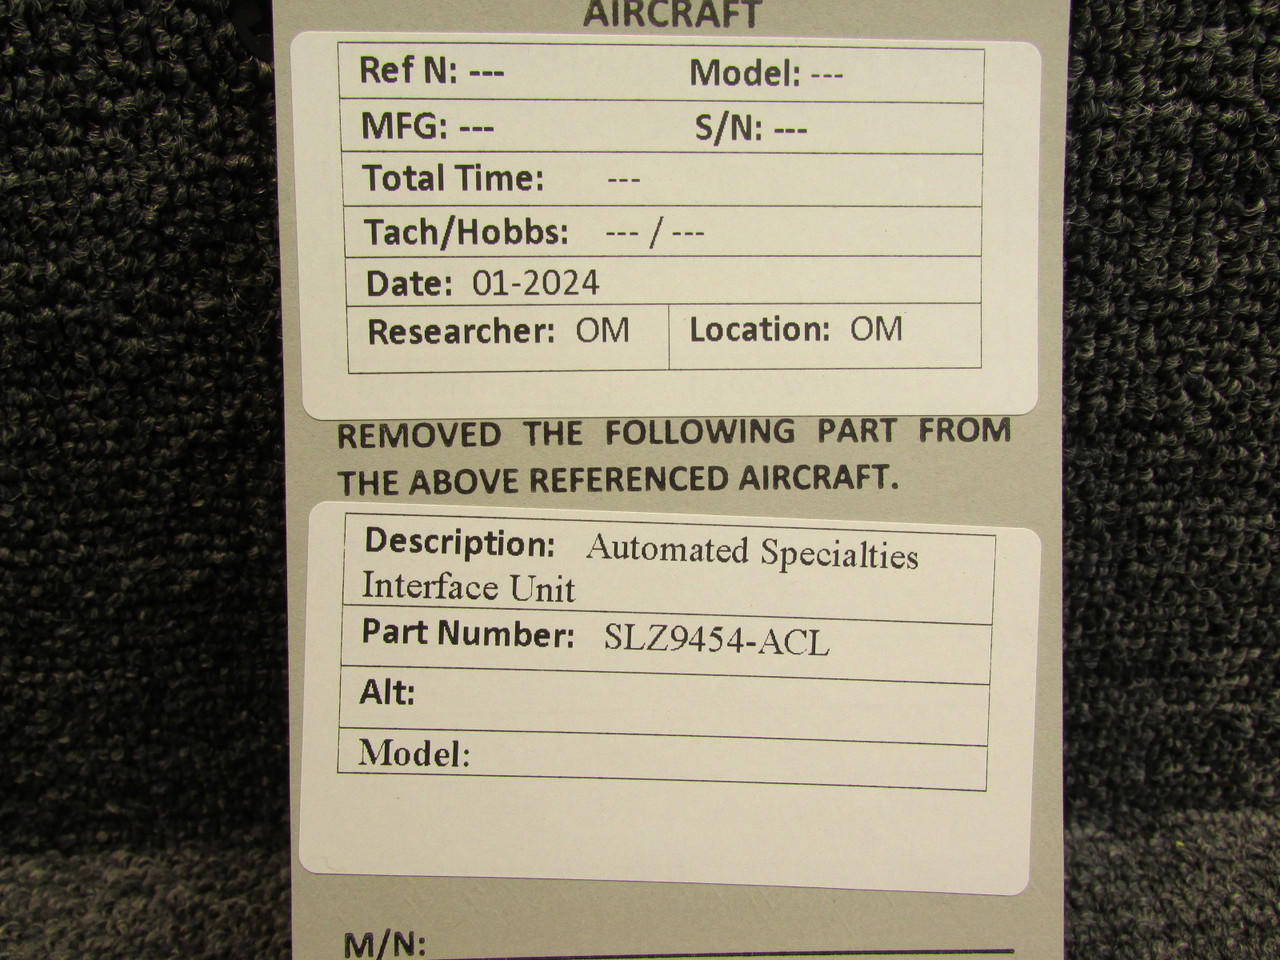 AIRCRAFT
Ref N: --- Model: ---
MFG: --- S/N: ---
Total Time: ---
Tach/Hobbs: --- / ---
Date: 01-2024
Researcher: OM Location: OM
REMOVED THE FOLLOWING PART FROM
THE ABOVE REFERENCED AIRCRAFT.
Description: Automated Specialties
Interface Unit
Part Number: SLZ9454-ACL
Alt:
Model:
M/N: